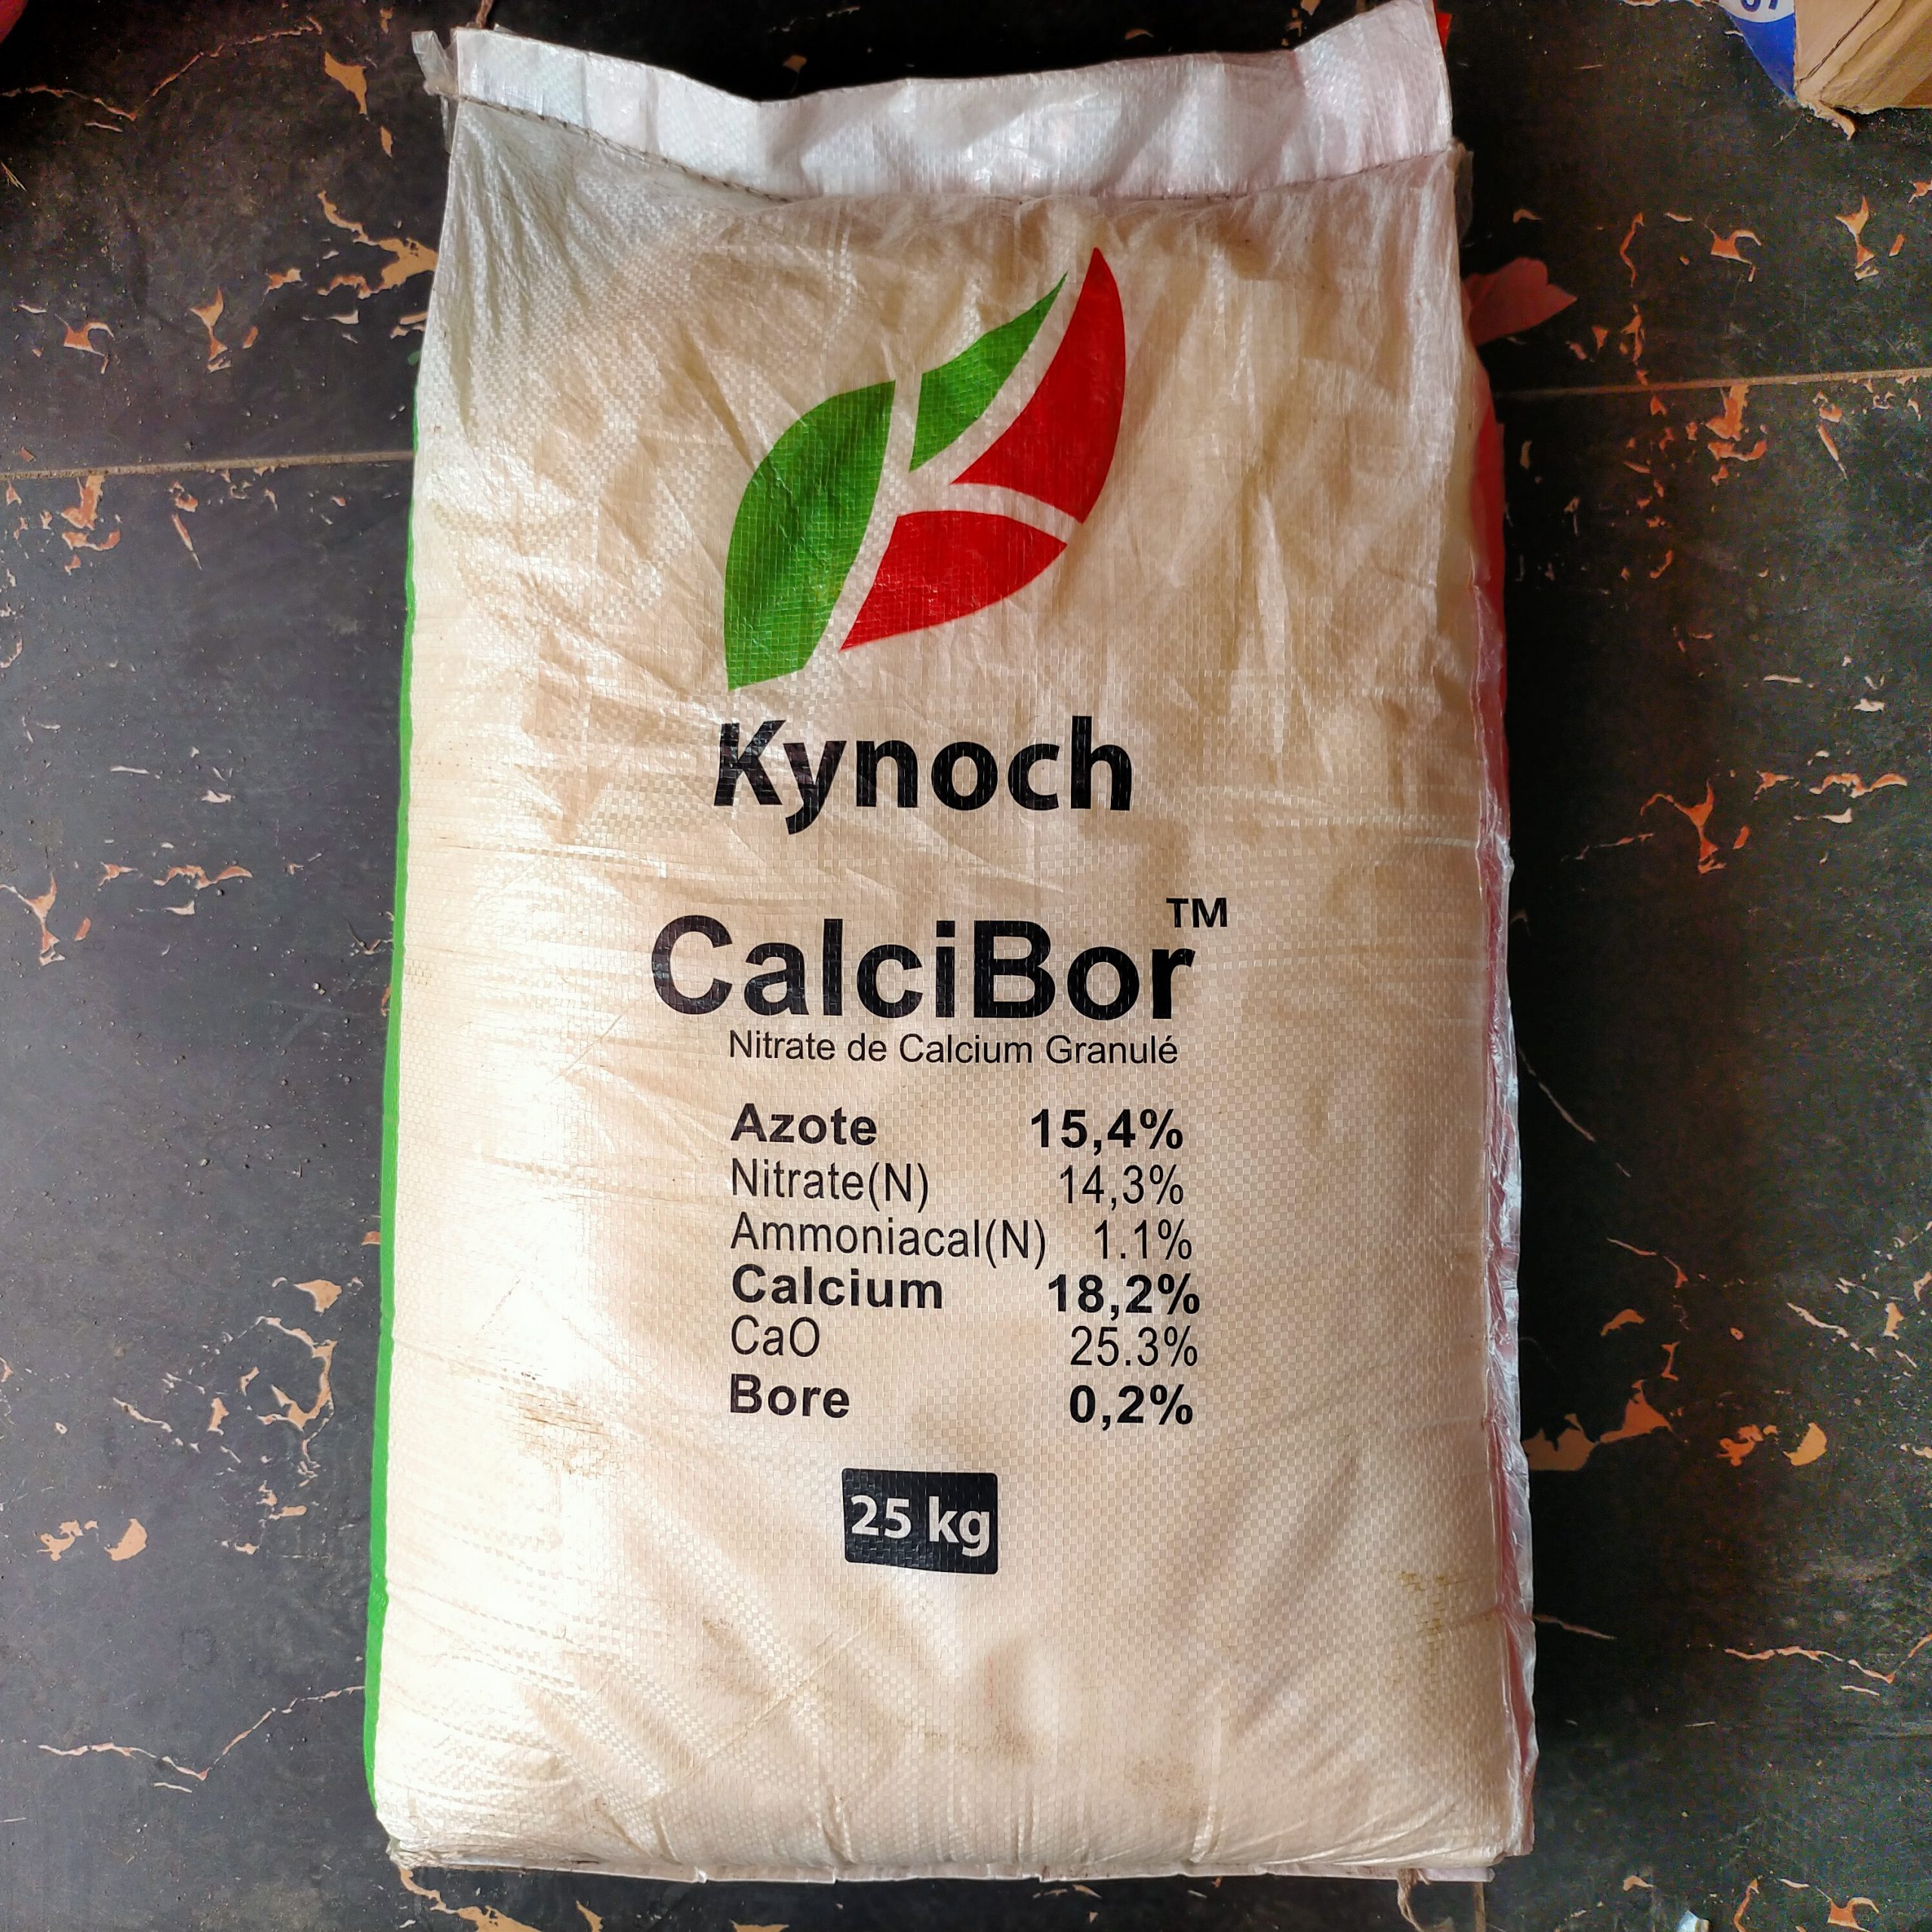 Kynoch
CalciBor™
Nitrate de Calcium Granulé
Azote 15,4%
Nitrate(N) 14,3%
Ammoniacal(N) 1.1%
Calcium 18,2%
CaO 25.3%
Bore 0,2%
25 kg